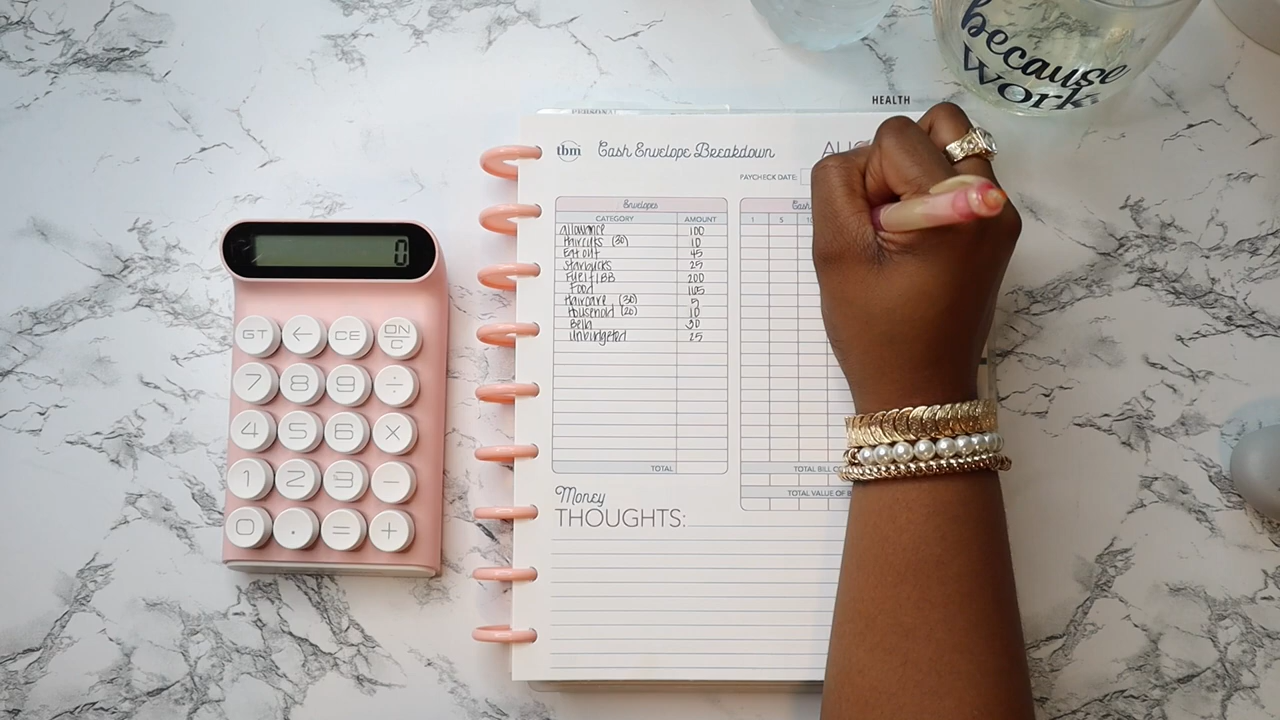 because
work
HEALTH
PERSONAL
tbm Cash Envelope Breakdown
PAYCHECK DATE:
Envelopes
CATEGORY AMOUNT
1 5
allowance 100
Haircuts (30) 10
Eat out 45
Starbucks 25
200
Food
Haircare (30) 5
Household (20) 10
Bella
unbudgeted 25
TOTAL
TOTAL BILL
TOTAL VALUE OF
Money
THOUGHTS:
0
GT ← CE ON/C
7 8 9 ÷
4 5 6 ×
1 2 3 −
0 . = +